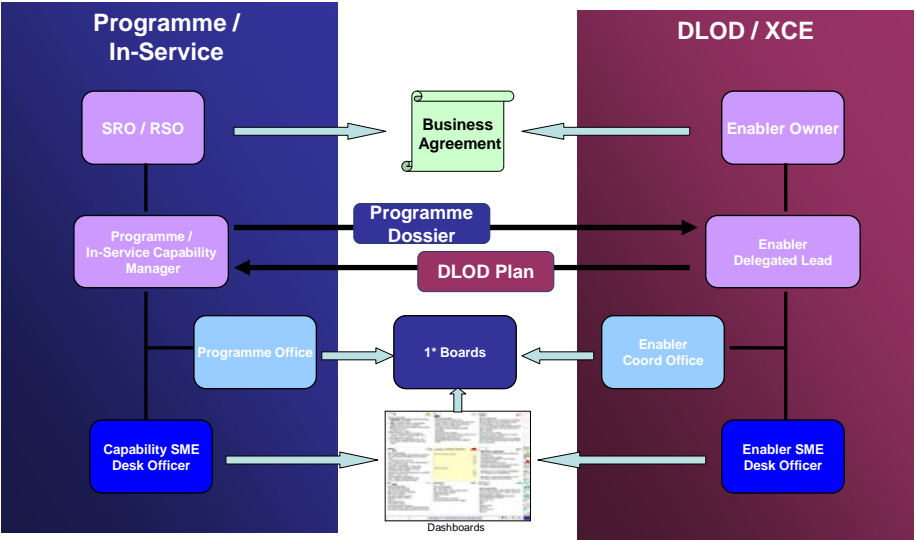 Programme /
In-Service
DLOD / XCE
SRO / RSO
Business
Agreement
Enabler Owner
Programme /
In-Service Capability
Manager
Programme
Dossier
DLOD Plan
Enabler
Delegated Lead
Programme Office
1* Boards
Enabler
Coord Office
Capability SME
Desk Officer
Enabler SME
Desk Officer
Dashboards